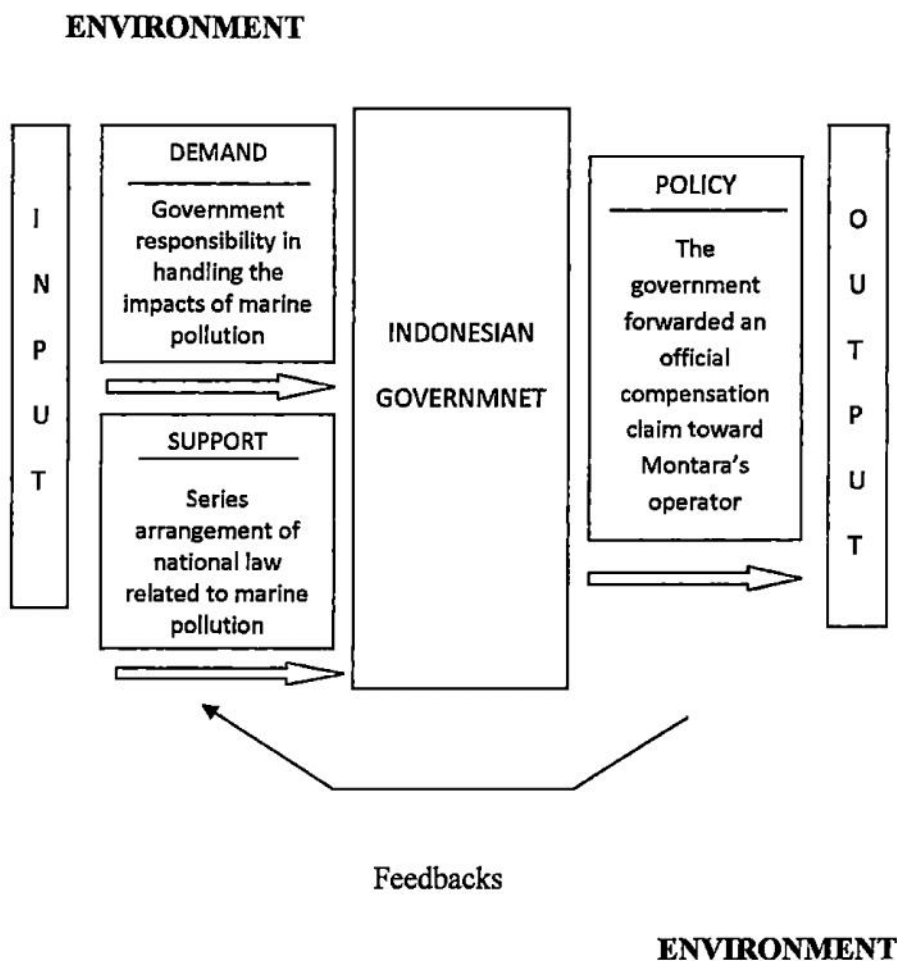 ENVIRONMENT
I
N
P
U
T
DEMAND
Government
responsibility in
handling the
impacts of marine
pollution
SUPPORT
Series
arrangement of
national law
related to marine
pollution
INDONESIAN
GOVERNMNET
POLICY
The
government
forwarded an
official
compensation
claim toward
Montara's
operator
O
U
T
P
U
T
Feedbacks
ENVIRONMENT